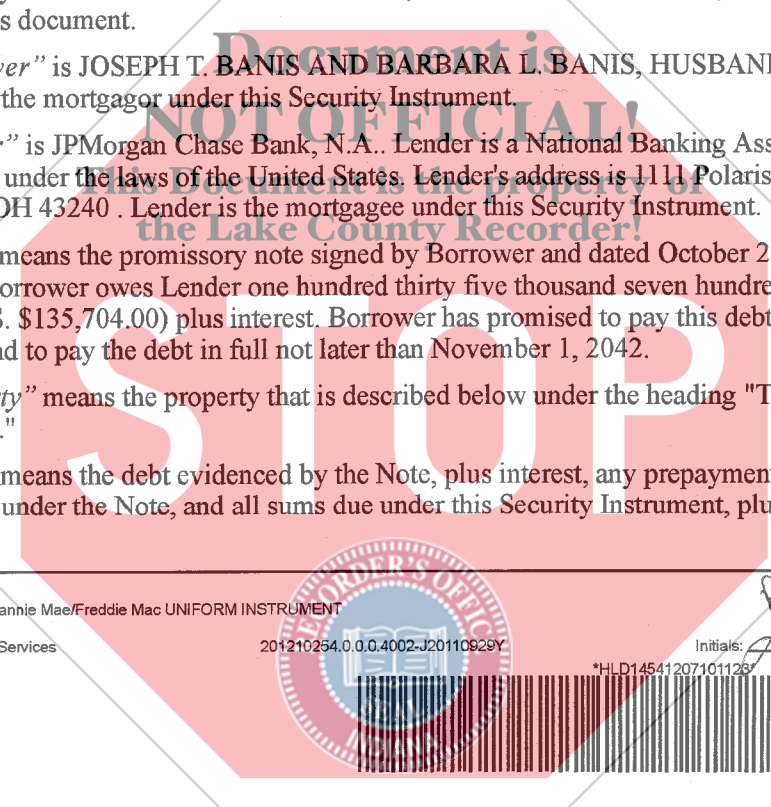 s document.
er” is JOSEPH T. BANIS AND BARBARA L. BANIS, HUSBAN
the mortgagor under this Security Instrument.
” is JPMorgan Chase Bank, N.A.. Lender is a National Banking Ass
under the laws of the United States. Lender's address is 1111 Polaris
OH 43240 . Lender is the mortgagee under this Security Instrument.
means the promissory note signed by Borrower and dated October 2
orrower owes Lender one hundred thirty five thousand seven hundre
S. $135,704.00) plus interest. Borrower has promised to pay this debt
nd to pay the debt in full not later than November 1, 2042.
ty” means the property that is described below under the heading "T
."
means the debt evidenced by the Note, plus interest, any prepayment
under the Note, and all sums due under this Security Instrument, plu
Document is
NOT OFFICIAL!
This Document is the property of
the Lake County Recorder!
STOP
annie Mae/Freddie Mac UNIFORM INSTRUMENT
Services 201210254.0.0.0.4002-J20110929Y Initials:
*HLD14541207101123*
RECORDER'S OFFICE
SEAL
INDIANA